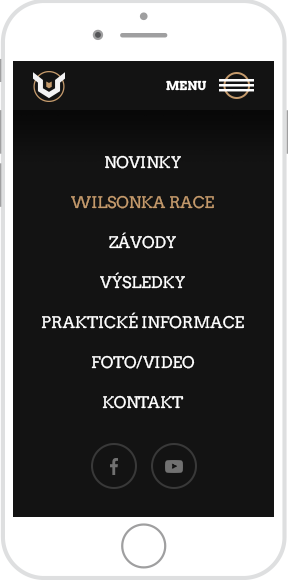 MENU
NOVINKY
WILSONKA RACE
ZÁVODY
VÝSLEDKY
PRAKTICKÉ INFORMACE
FOTO/VIDEO
KONTAKT